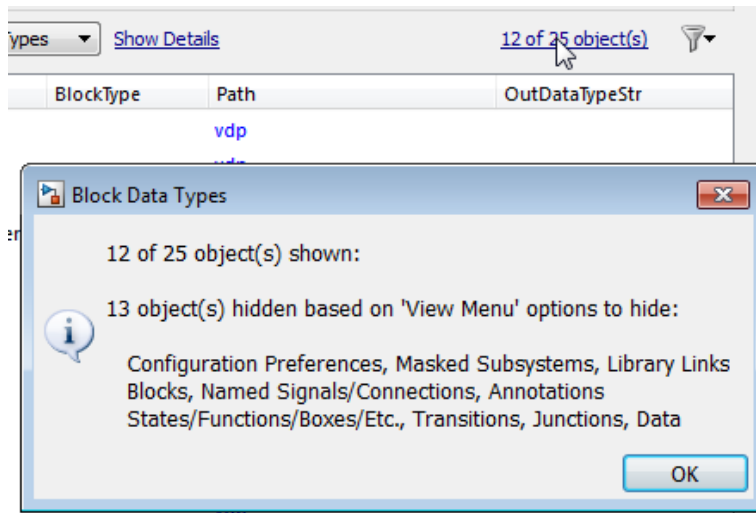 Types Show Details 12 of 25 object(s)
BlockType Path OutDataTypeStr
vdp
Block Data Types
12 of 25 object(s) shown:
13 object(s) hidden based on 'View Menu' options to hide:
Configuration Preferences, Masked Subsystems, Library Links
Blocks, Named Signals/Connections, Annotations
States/Functions/Boxes/Etc., Transitions, Junctions, Data
OK